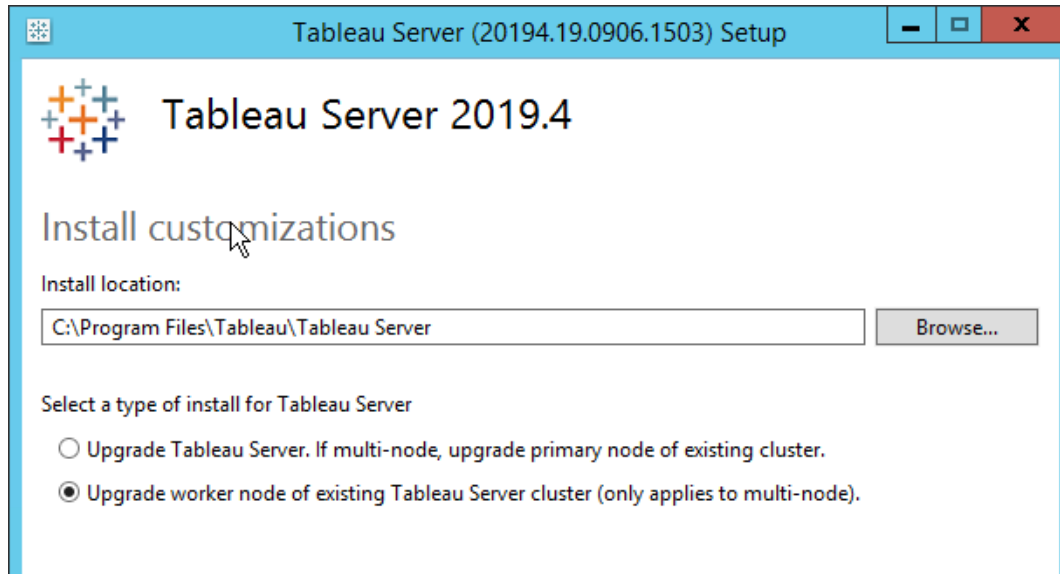 Tableau Server (20194.19.0906.1503) Setup
Tableau Server 2019.4
Install customizations
Install location:
C:\Program Files\Tableau\Tableau Server
Browse...
Select a type of install for Tableau Server
Upgrade Tableau Server. If multi-node, upgrade primary node of existing cluster.
Upgrade worker node of existing Tableau Server cluster (only applies to multi-node).